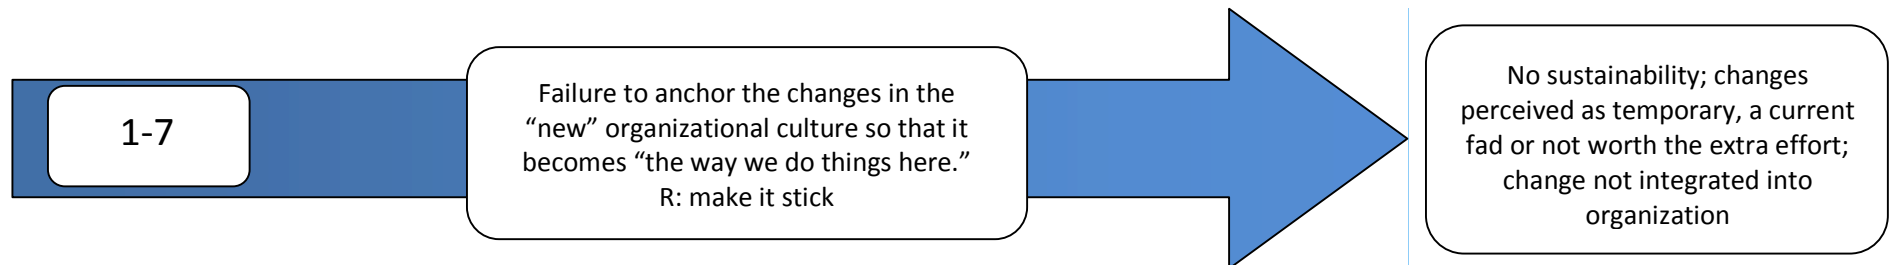 1-7
Failure to anchor the changes in the
“new” organizational culture so that it
becomes “the way we do things here.”
R: make it stick
No sustainability; changes
perceived as temporary, a current
fad or not worth the extra effort;
change not integrated into
organization